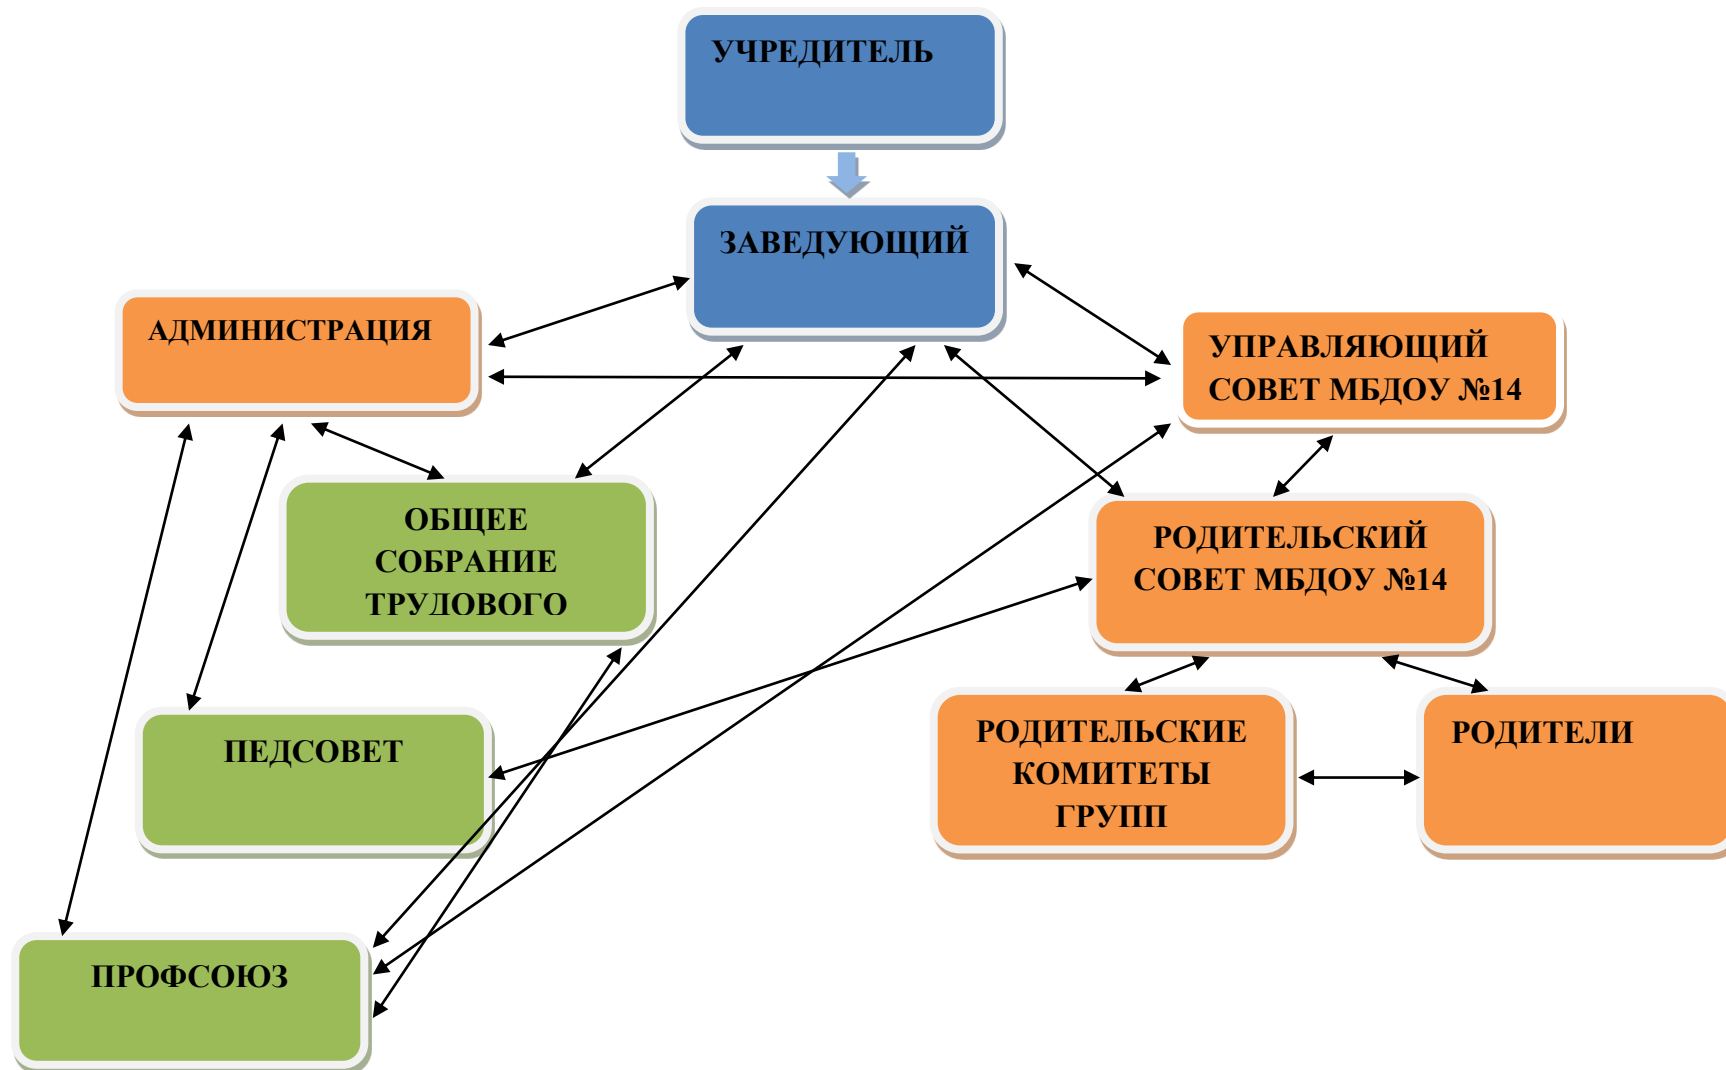 УЧРЕДИТЕЛЬ
ЗАВЕДУЮЩИЙ
АДМИНИСТРАЦИЯ
УПРАВЛЯЮЩИЙ
СОВЕТ МБДОУ №14
ОБЩЕЕ
СОБРАНИЕ
ТРУДОВОГО
РОДИТЕЛЬСКИЙ
СОВЕТ МБДОУ №14
ПЕДСОВЕТ
РОДИТЕЛЬСКИЕ
КОМИТЕТЫ
ГРУПП
РОДИТЕЛИ
ПРОФСОЮЗ